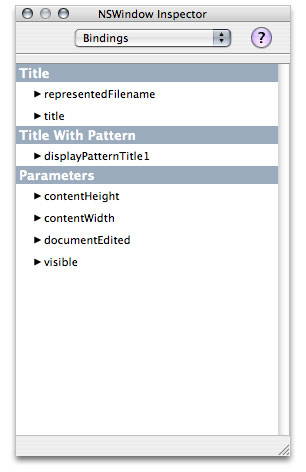 NSWindow Inspector
Bindings
?
Title
representedFilename
title
Title With Pattern
displayPatternTitle1
Parameters
contentHeight
contentWidth
documentEdited
visible